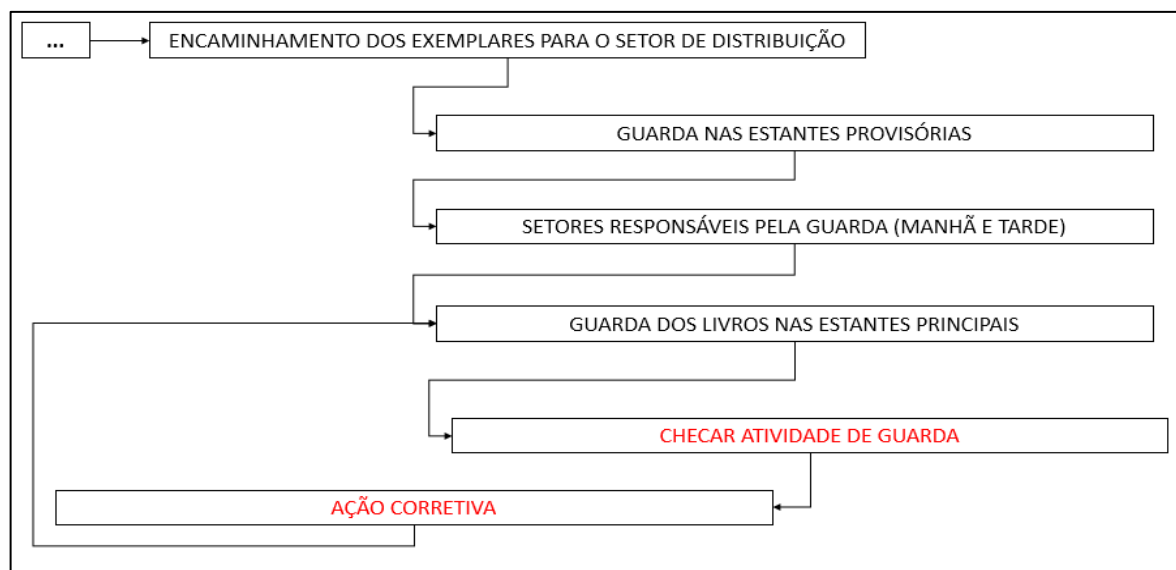 ...
ENCAMINHAMENTO DOS EXEMPLARES PARA O SETOR DE DISTRIBUIÇÃO
GUARDA NAS ESTANTES PROVISÓRIAS
SETORES RESPONSÁVEIS PELA GUARDA (MANHÃ E TARDE)
GUARDA DOS LIVROS NAS ESTANTES PRINCIPAIS
CHECAR ATIVIDADE DE GUARDA
AÇÃO CORRETIVA